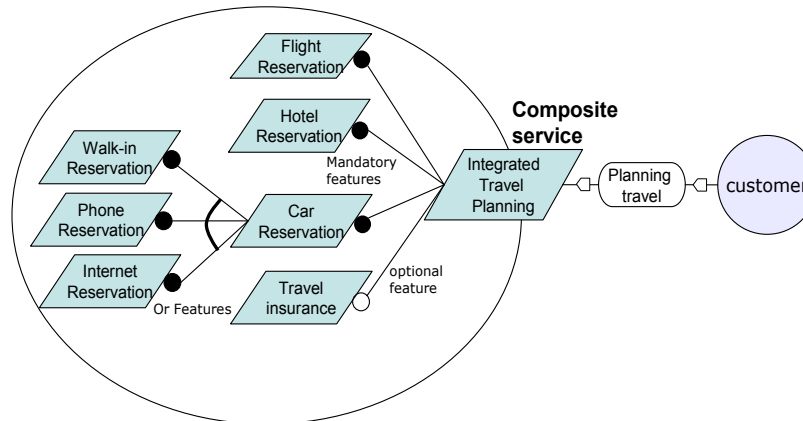 Flight
Reservation
Hotel
Reservation
Mandatory
features
Composite
service
Integrated
Travel
Planning
Planning
travel
customer
Walk-in
Reservation
Phone
Reservation
Internet
Reservation
Or Features
Car
Reservation
Travel
insurance
optional
feature